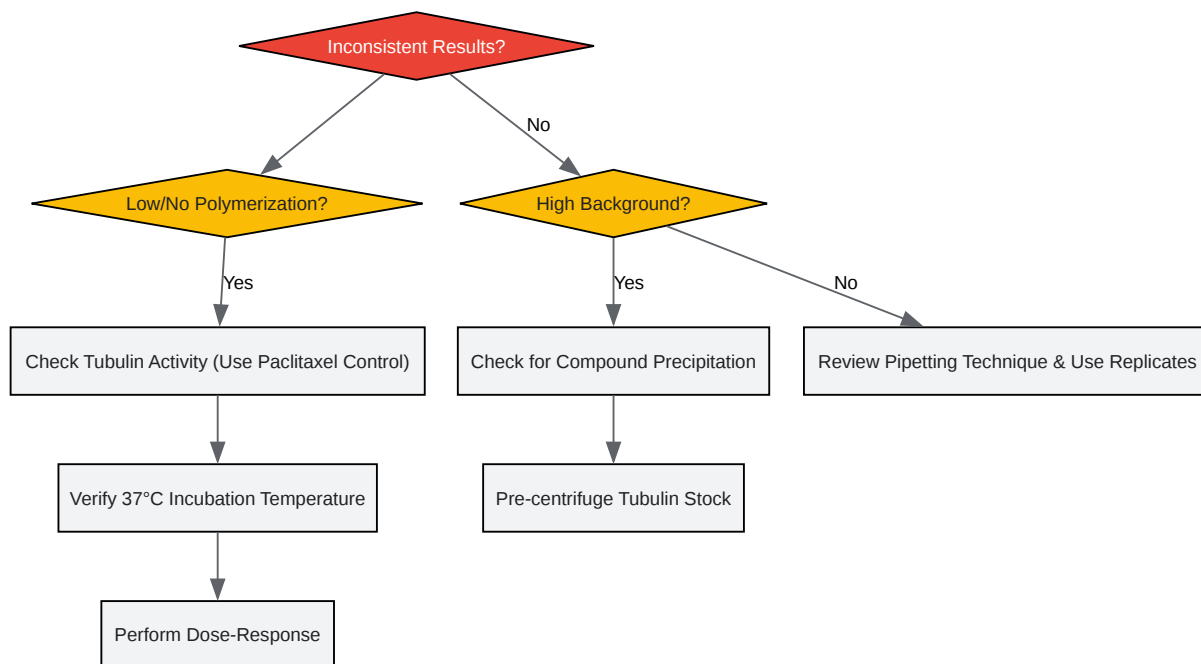 Inconsistent Results?
No
Low/No Polymerization?
High Background?
Yes
Yes
No
Check Tubulin Activity (Use Paclitaxel Control)
Check for Compound Precipitation
Review Pipetting Technique & Use Replicates
Verify 37°C Incubation Temperature
Pre-centrifuge Tubulin Stock
Perform Dose-Response